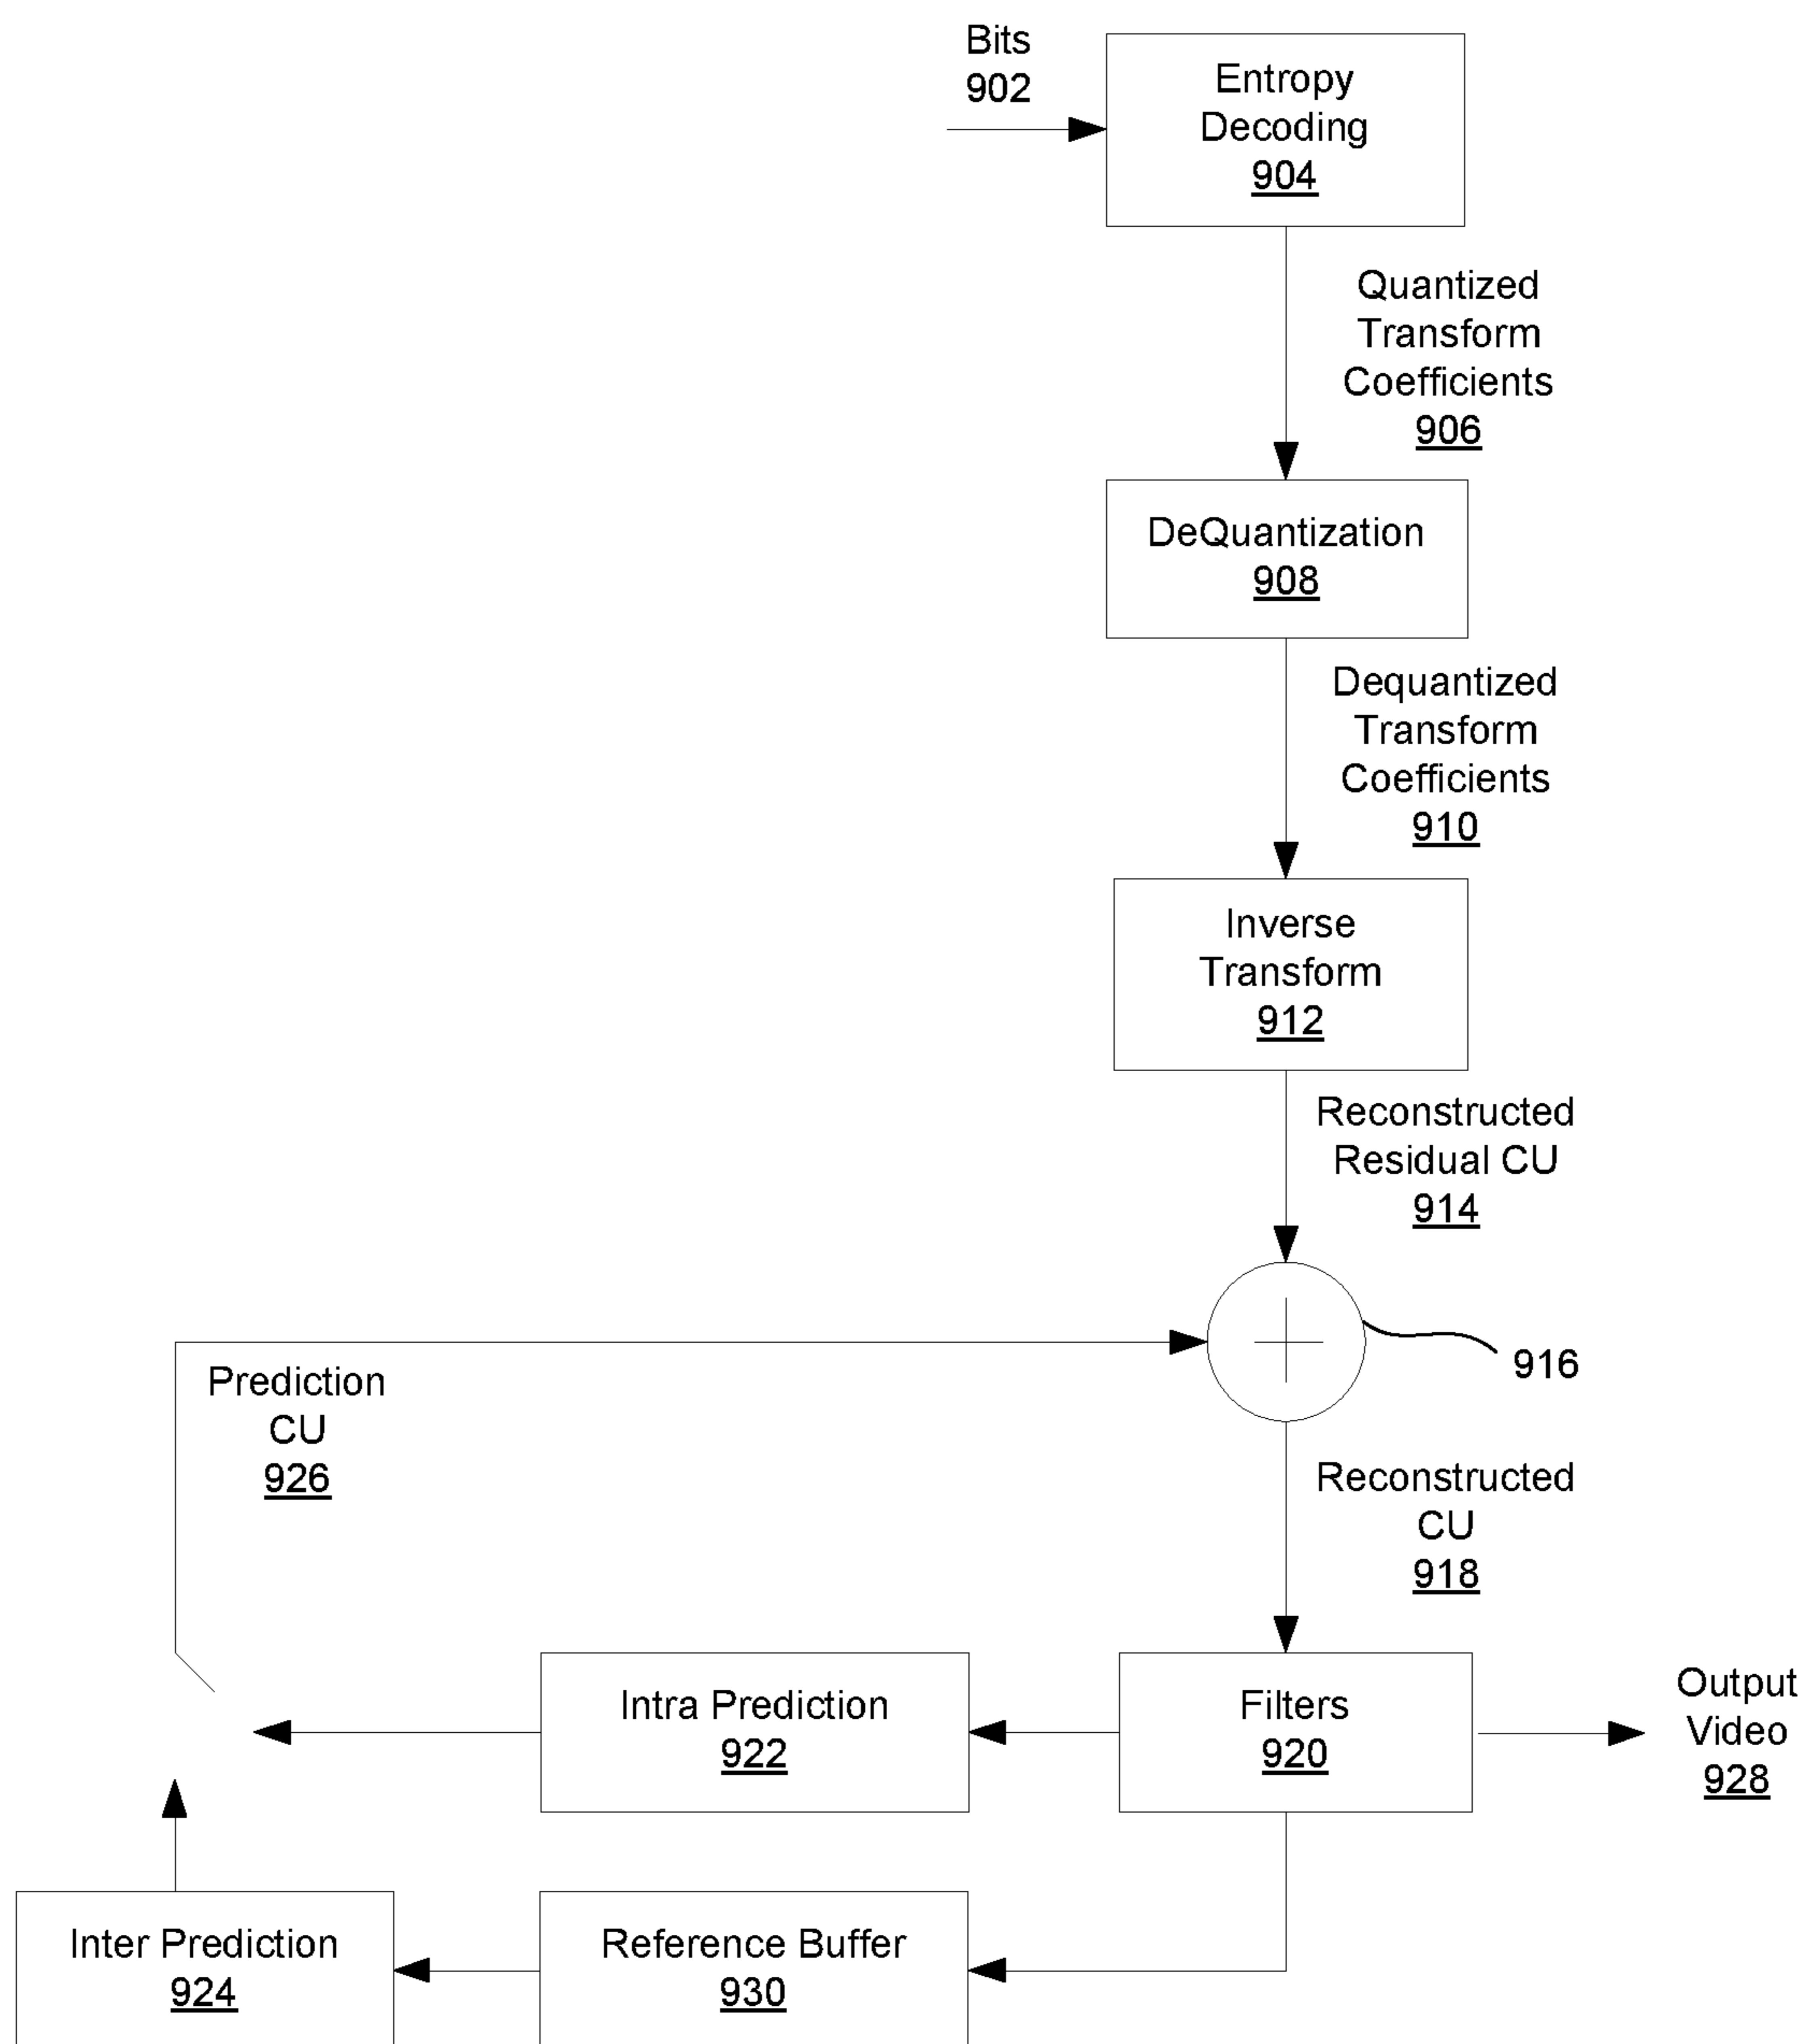 Bits
902
Entropy
Decoding
904
Quantized
Transform
Coefficients
906
DeQuantization
908
Dequantized
Transform
Coefficients
910
Inverse
Transform
912
Reconstructed
Residual CU
914
916
Prediction
CU
926
Reconstructed
CU
918
Intra Prediction
922
Filters
920
Output
Video
928
Inter Prediction
924
Reference Buffer
930